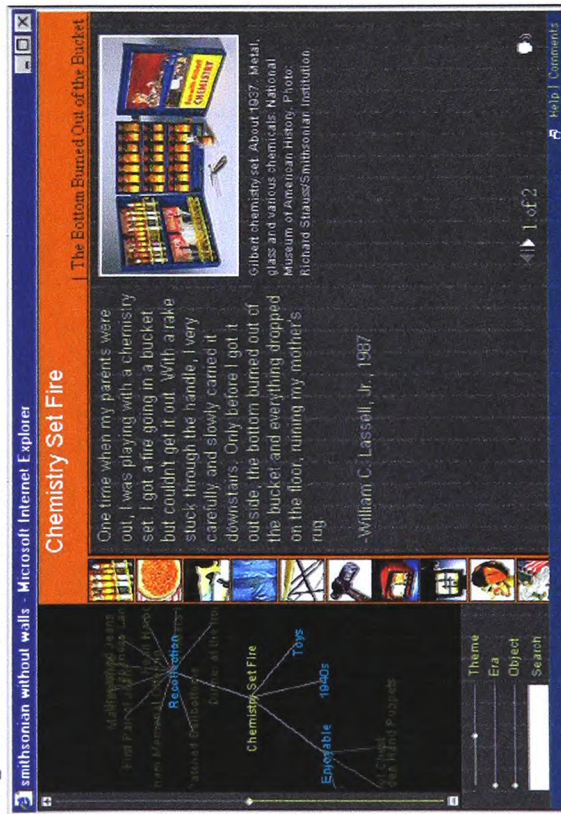 smithsonian without walls - Microsoft Internet Explorer
Chemistry Set Fire
| The Bottom Burned Out of the Bucket
One time when my parents were
out, I was playing with a chemistry
set. I got a fire going in a bucket
but couldn't get it out. With a rake
stuck through the handle, I very
carefully and slowly carried it
downstairs. Only before I got it
outside, the bottom burned out of
the bucket and everything dropped
on the floor, ruining my mother's
rug
-William C. Lassell, Jr., 1987
CHEMISTRY
Gilbert chemistry set. About 1937. Metal,
glass and various chemicals. National
Museum of American History. Photo:
Richard Strauss/Smithsonian Institution
1 of 2
Recollection
Chemistry Set Fire
Toys
1940s
Enjoyable
Hand Puppets
Theme
Era
Object
Search
Help | Comments